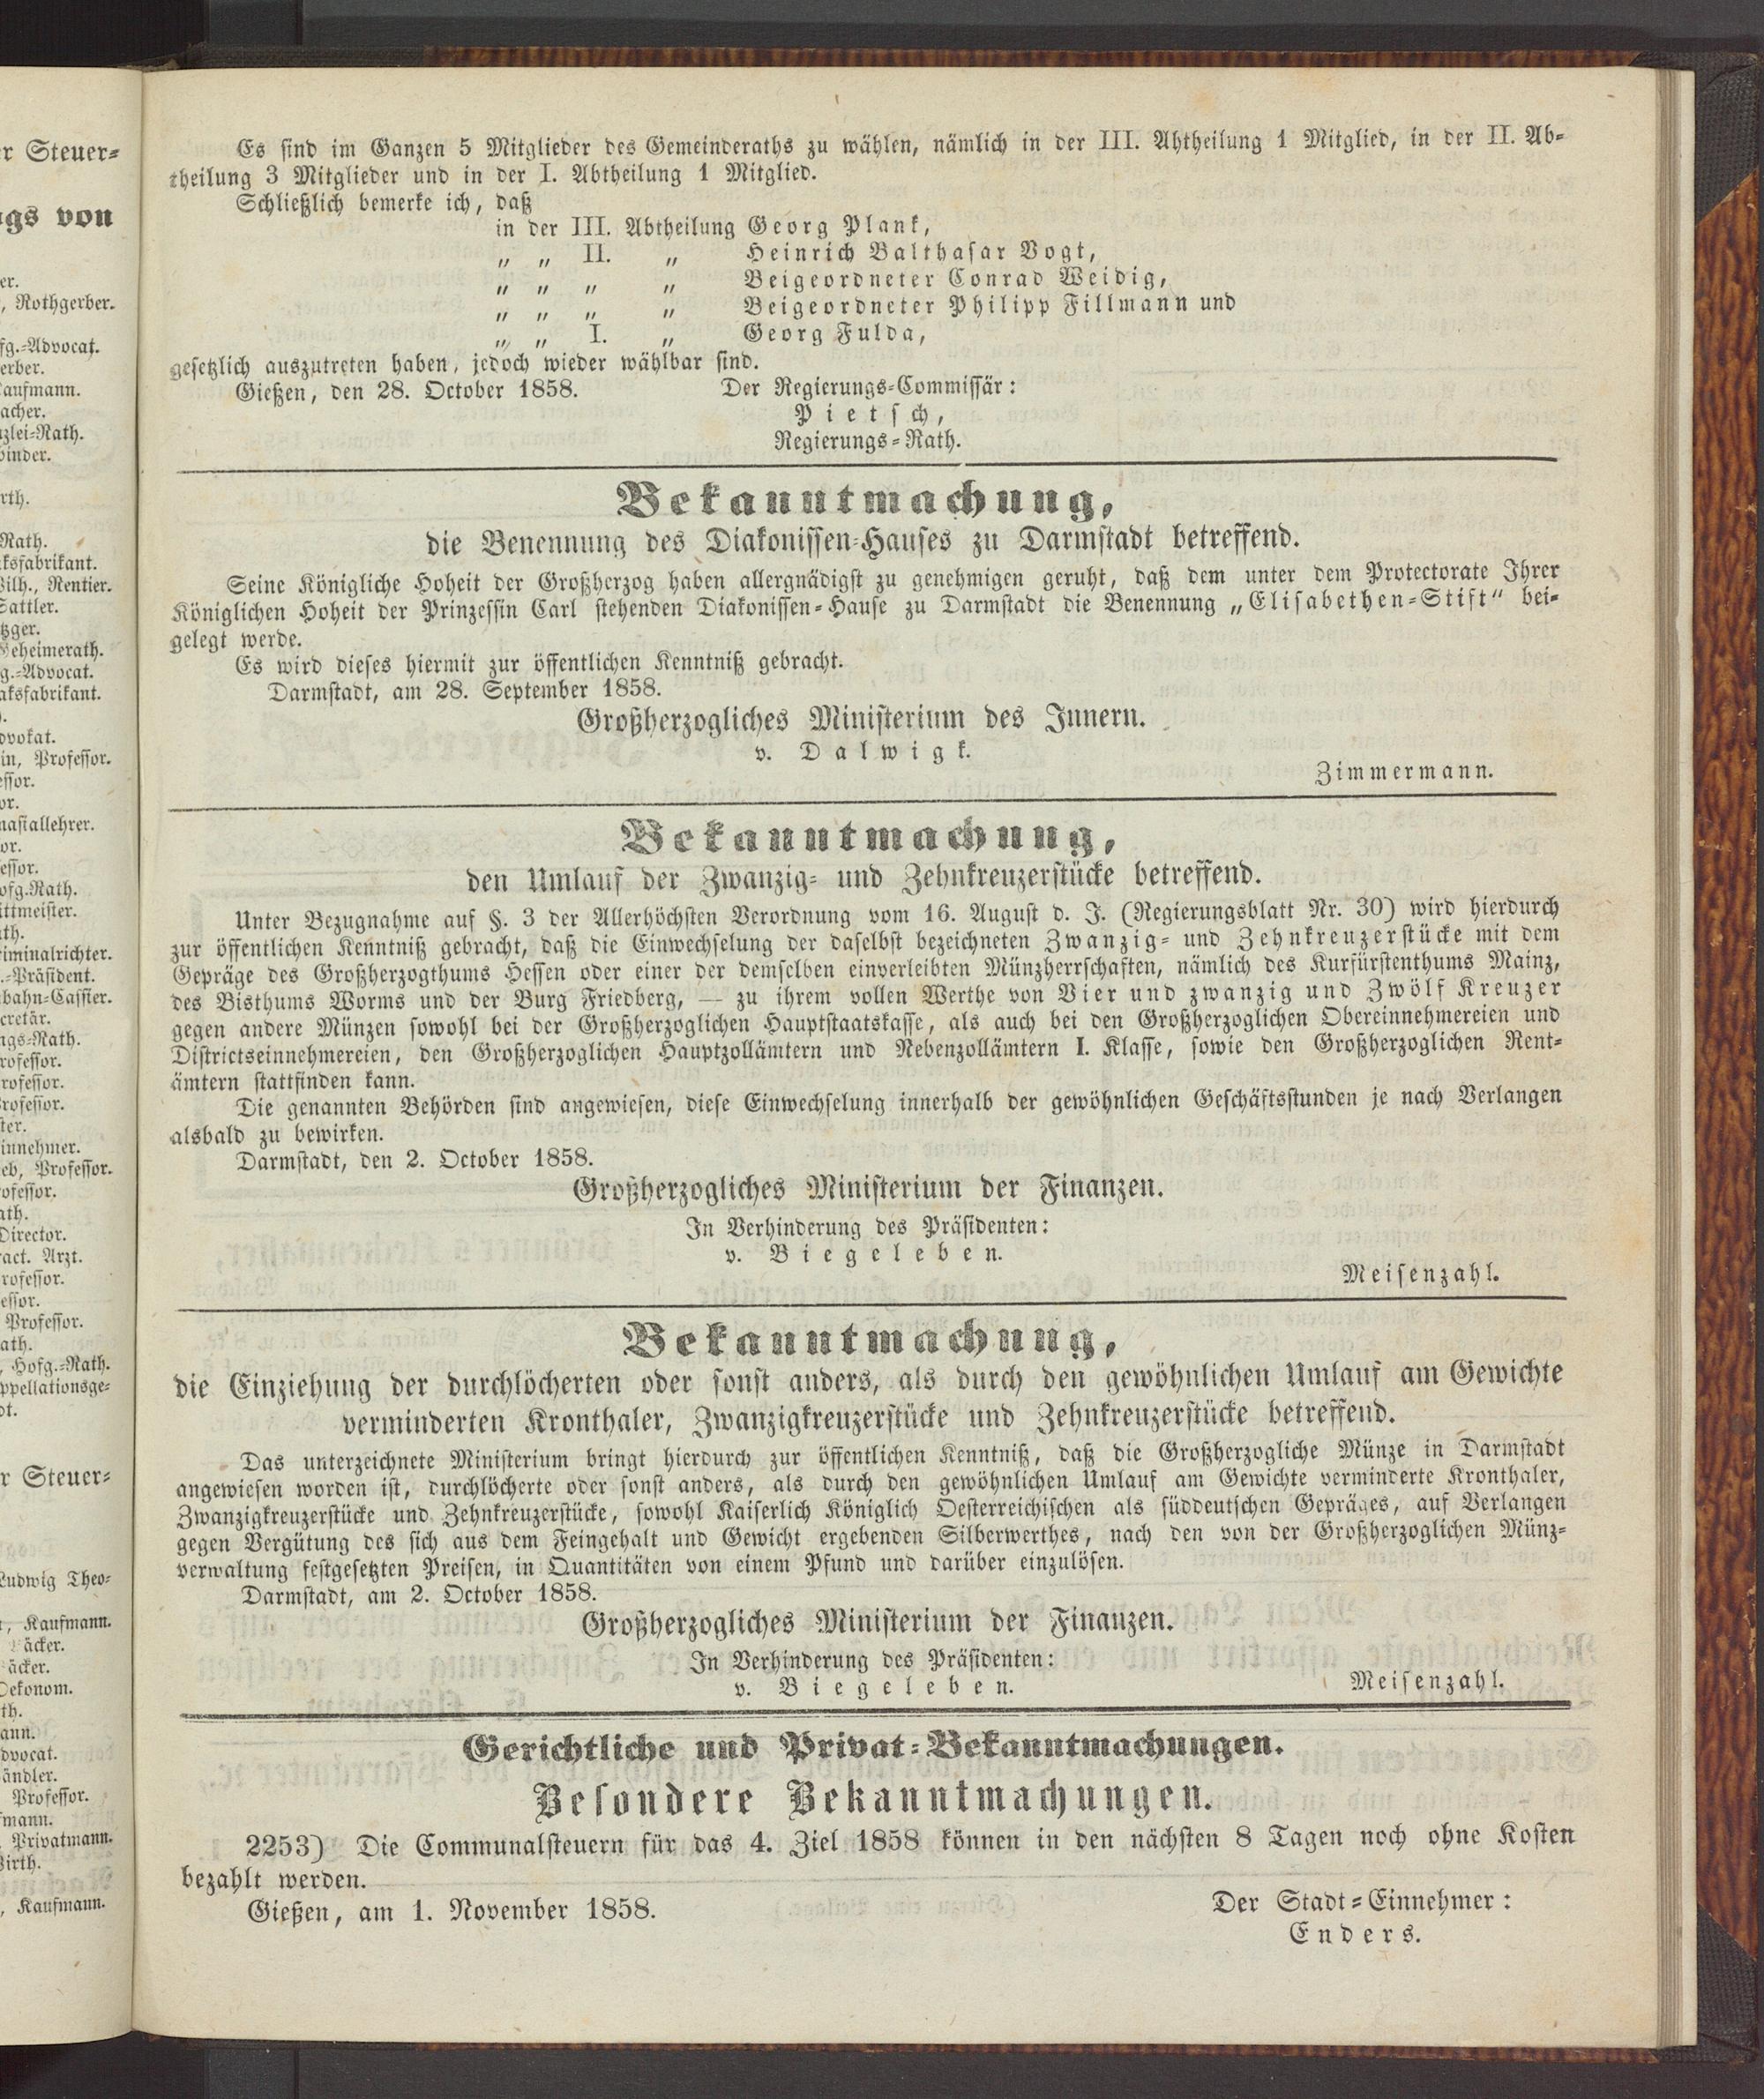 Es sind im Ganzen 5 Mitglieder des Gemeinderaths zu wählen, nämlich in der III. Abtheilung 1 Mitglied, in der II. Ab-
theilung 3 Mitglieder und in der I. Abtheilung 1 Mitglied.
Schließlich bemerke ich, daß
in der III. Abtheilung Georg Plank,
„ „ II. „ Heinrich Balthasar Vogt,
„ „ „ „ Beigeordneter Conrad Weidig,
„ „ „ „ Beigeordneter Philipp Fillmann und
„ „ I. „ Georg Fulda,
gesetzlich auszutreten haben, jedoch wieder wählbar sind.
Gießen, den 28. October 1858. Der Regierungs-Commissär:
Pietsch,
Regierungs-Rath.
Bekanntmachung,
die Benennung des Diakonissen-Hauses zu Darmstadt betreffend.
Seine Königliche Hoheit der Großherzog haben allergnädigst zu genehmigen geruht, daß dem unter dem Protectorate Ihrer
Königlichen Hoheit der Prinzessin Carl stehenden Diakonissen-Hause zu Darmstadt die Benennung „Elisabethen-Stift“ bei-
gelegt werde.
Es wird dieses hiermit zur öffentlichen Kenntniß gebracht.
Darmstadt, am 28. September 1858.
Großherzogliches Ministerium des Innern.
v. Dalwigk.
Zimmermann.
Bekanntmachung,
den Umlauf der Zwanzig- und Zehnkreuzerstücke betreffend.
Unter Bezugnahme auf §. 3 der Allerhöchsten Verordnung vom 16. August d. J. (Regierungsblatt Nr. 30) wird hierdurch
zur öffentlichen Kenntniß gebracht, daß die Einwechselung der daselbst bezeichneten Zwanzig- und Zehnkreuzerstücke mit dem
Gepräge des Großherzogthums Hessen oder einer der demselben einverleibten Münzherrschaften, nämlich des Kurfürstenthums Mainz,
des Bisthums Worms und der Burg Friedberg, — zu ihrem vollen Werthe von Vier und zwanzig und Zwölf Kreuzer
gegen andere Münzen sowohl bei der Großherzoglichen Hauptstaatskasse, als auch bei den Großherzoglichen Obereinnehmereien und
Districtseinnehmereien, den Großherzoglichen Hauptzollämtern und Nebenzollämtern I. Klasse, sowie den Großherzoglichen Rent-
ämtern stattfinden kann.
Die genannten Behörden sind angewiesen, diese Einwechselung innerhalb der gewöhnlichen Geschäftsstunden je nach Verlangen
alsbald zu bewirken.
Darmstadt, den 2. October 1858.
Großherzogliches Ministerium der Finanzen.
In Verhinderung des Präsidenten:
v. Biegeleben.
Meisenzahl.
Bekanntmachung,
die Einziehung der durchlöcherten oder sonst anders, als durch den gewöhnlichen Umlauf am Gewichte
verminderten Kronthaler, Zwanzigkreuzerstücke und Zehnkreuzerstücke betreffend.
Das unterzeichnete Ministerium bringt hierdurch zur öffentlichen Kenntniß, daß die Großherzogliche Münze in Darmstadt
angewiesen worden ist, durchlöcherte oder sonst anders, als durch den gewöhnlichen Umlauf am Gewichte verminderte Kronthaler,
Zwanzigkreuzerstücke und Zehnkreuzerstücke, sowohl Kaiserlich Königlich Oesterreichischen als süddeutschen Gepräges, auf Verlangen
gegen Vergütung des sich aus dem Feingehalt und Gewicht ergebenden Silberwerthes, nach den von der Großherzoglichen Münz-
verwaltung festgesetzten Preisen, in Quantitäten von einem Pfund und darüber einzulösen.
Darmstadt, am 2. October 1858.
Großherzogliches Ministerium der Finanzen.
In Verhinderung des Präsidenten:
v. Biegeleben.
Meisenzahl.
Gerichtliche und Privat-Bekanntmachungen.
Besondere Bekanntmachungen.
2253) Die Communalsteuern für das 4. Ziel 1858 können in den nächsten 8 Tagen noch ohne Kosten
bezahlt werden.
Gießen, am 1. November 1858.
Der Stadt-Einnehmer:
Enders.